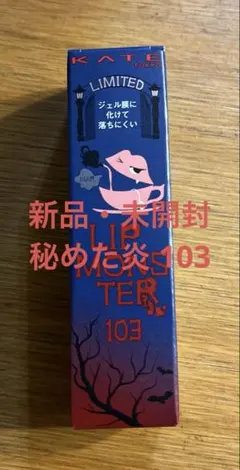 KATE
TOKYO
LIMITED
ジェル膜に
化けて
落ちにくい
新品・未開封
秘めた炎 103
LIP
MONS
TER
103